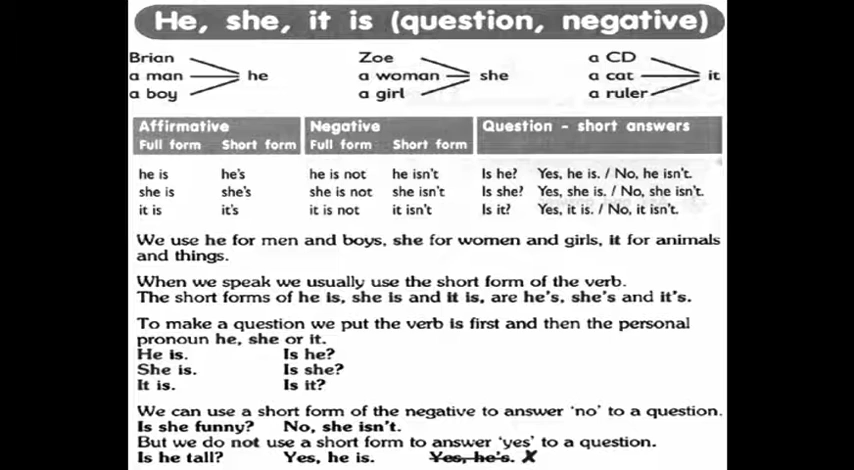 He, she, it is (question, negative)
Brian Zoe a CD
a man he a woman she a cat it
a boy a girl a ruler
Affirmative Negative Question – short answers
Full form Short form Full form Short form
he is he's he is not he isn't Is he? Yes, he is. / No, he isn't.
she is she's she is not she isn't Is she? Yes, she is. / No, she isn't.
it is it's it is not it isn't Is it? Yes, it is. / No, it isn't.
We use he for men and boys, she for women and girls, it for animals
and things.
When we speak we usually use the short form of the verb.
The short forms of he is, she is and it is, are he's, she's and it's.
To make a question we put the verb is first and then the personal
pronoun he, she or it.
He is. Is he?
She is. Is she?
It is. Is it?
We can use a short form of the negative to answer 'no' to a question.
Is she funny? No, she isn't.
But we do not use a short form to answer 'yes' to a question.
Is he tall? Yes, he is. Yes, he's. ✗